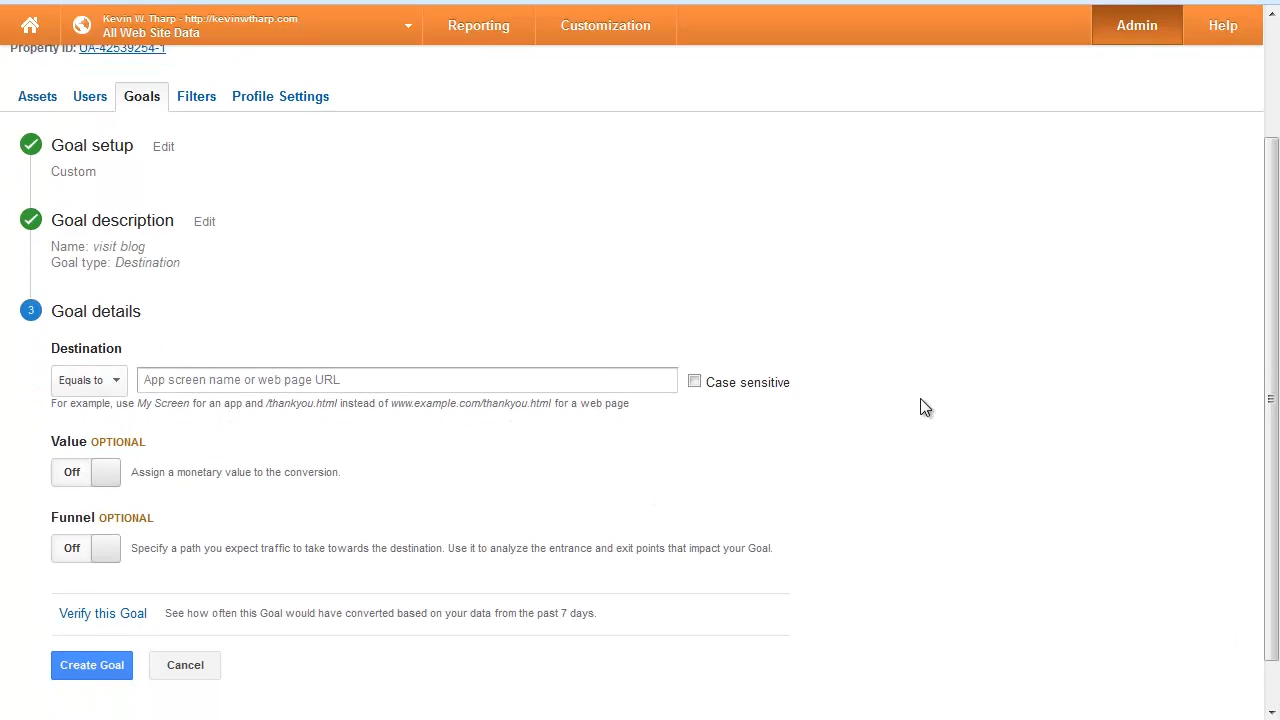 Kevin W. Tharp - http://kevinwtharp.com
All Web Site Data
Reporting
Customization
Admin
Help
Property ID: UA-42539254-1
Assets
Users
Goals
Filters
Profile Settings
Goal setup Edit
Custom
Goal description Edit
Name: visit blog
Goal type: Destination
3 Goal details
Destination
Equals to App screen name or web page URL Case sensitive
For example, use My Screen for an app and /thankyou.html instead of www.example.com/thankyou.html for a web page
Value OPTIONAL
Off Assign a monetary value to the conversion.
Funnel OPTIONAL
Off Specify a path you expect traffic to take towards the destination. Use it to analyze the entrance and exit points that impact your Goal.
Verify this Goal See how often this Goal would have converted based on your data from the past 7 days.
Create Goal Cancel